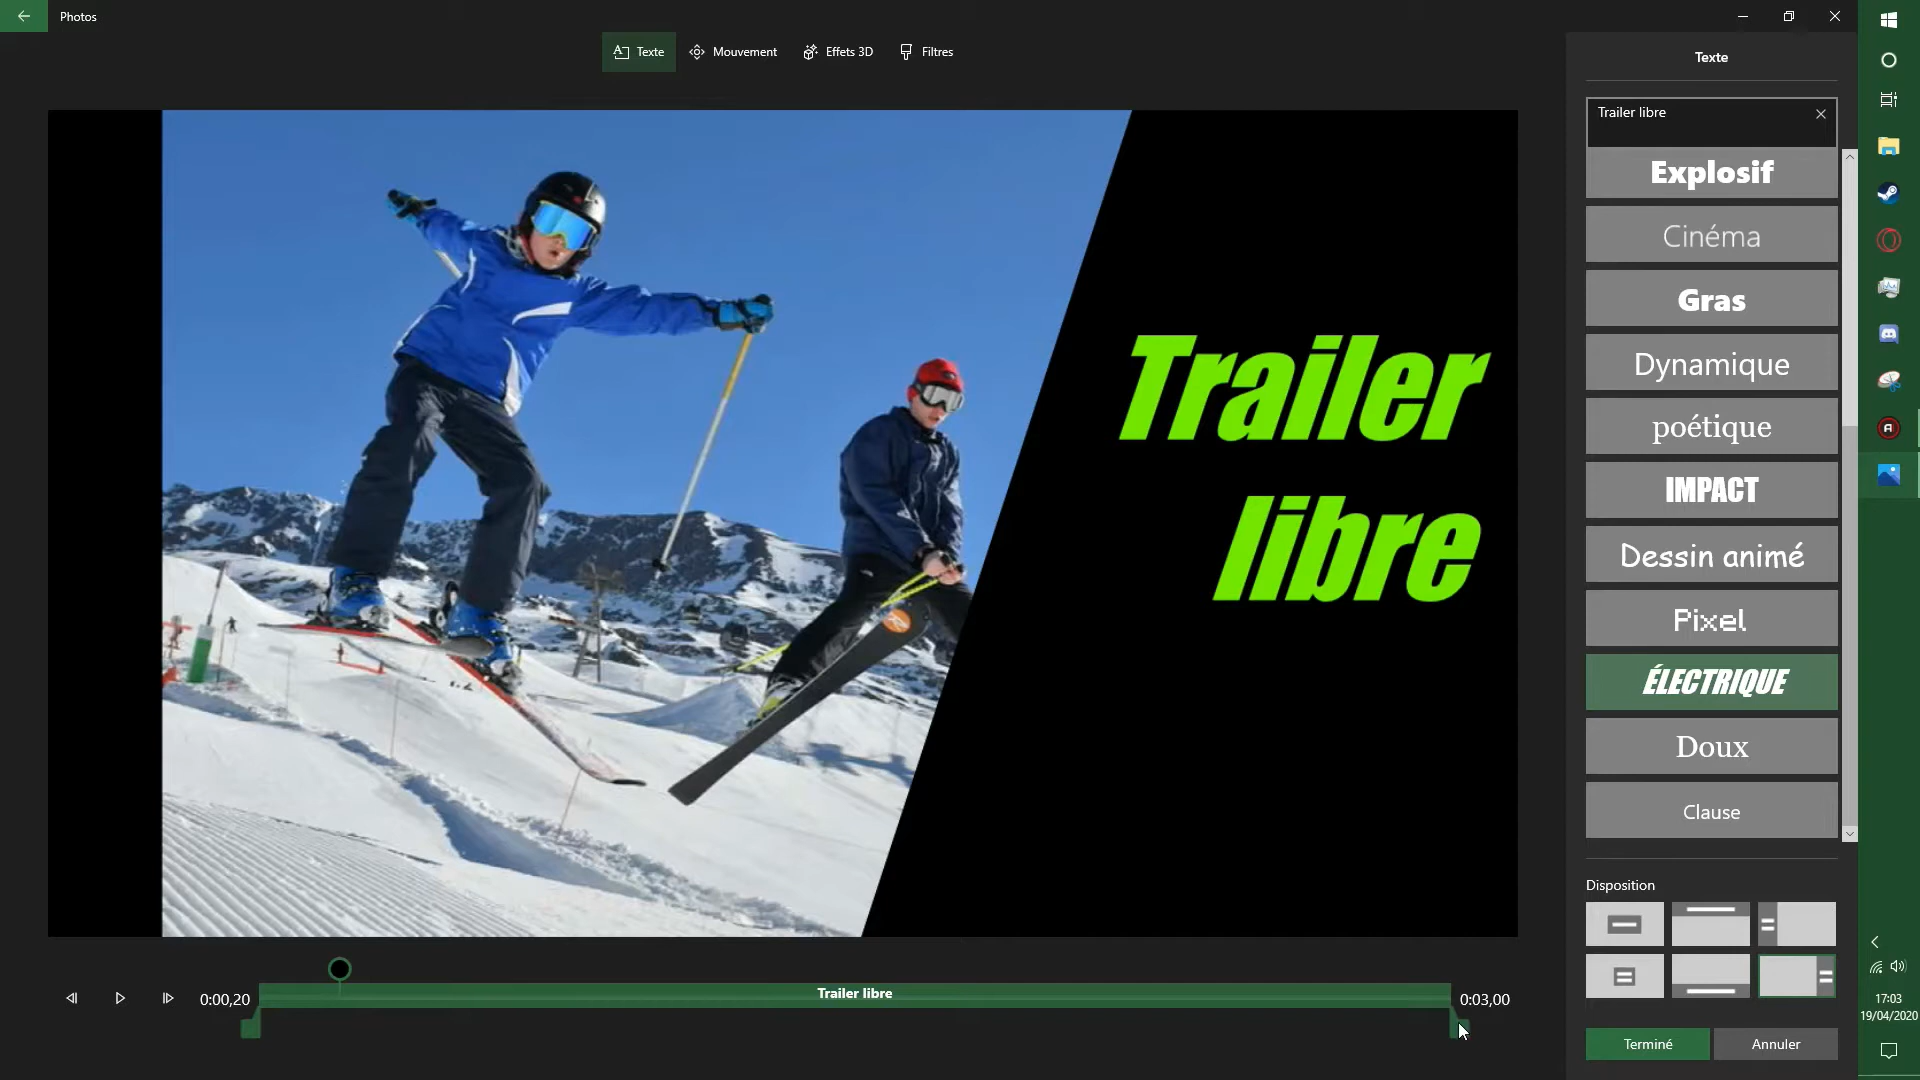 Photos
Texte
Mouvement
Effets 3D
Filtres
Texte
Trailer libre
Explosif
Cinéma
Gras
Dynamique
poétique
IMPACT
Dessin animé
Pixel
ÉLECTRIQUE
Doux
Clause
Disposition
Terminé
Annuler
Trailer
libre
0:00,20
Trailer libre
0:03,00
17:03
19/04/2020